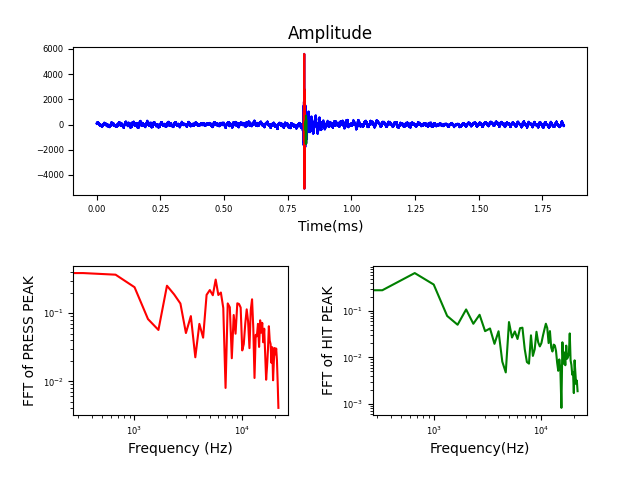 Amplitude
6000
4000
2000
0
−2000
−4000
0.00 0.25 0.50 0.75 1.00 1.25 1.50 1.75
Time(ms)
FFT of PRESS PEAK
10⁻¹
10⁻²
10³ 10⁴
Frequency (Hz)
FFT of HIT PEAK
10⁻¹
10⁻²
10⁻³
10³ 10⁴
Frequency(Hz)